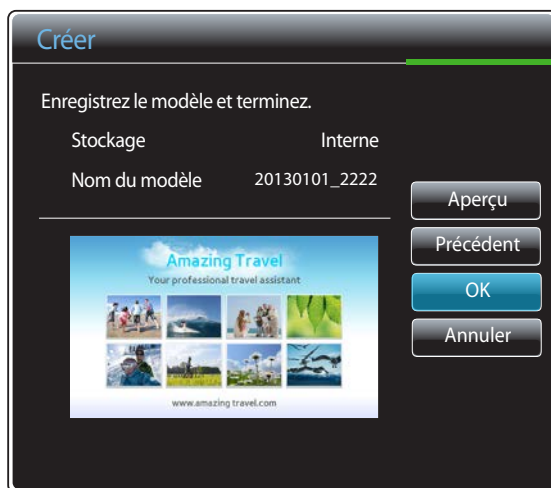 Créer
Enregistrez le modèle et terminez.
Stockage Interne
Nom du modèle 20130101_2222
Aperçu
Précédent
OK
Annuler
Amazing Travel
Your professional travel assistant
www.amazing travel.com